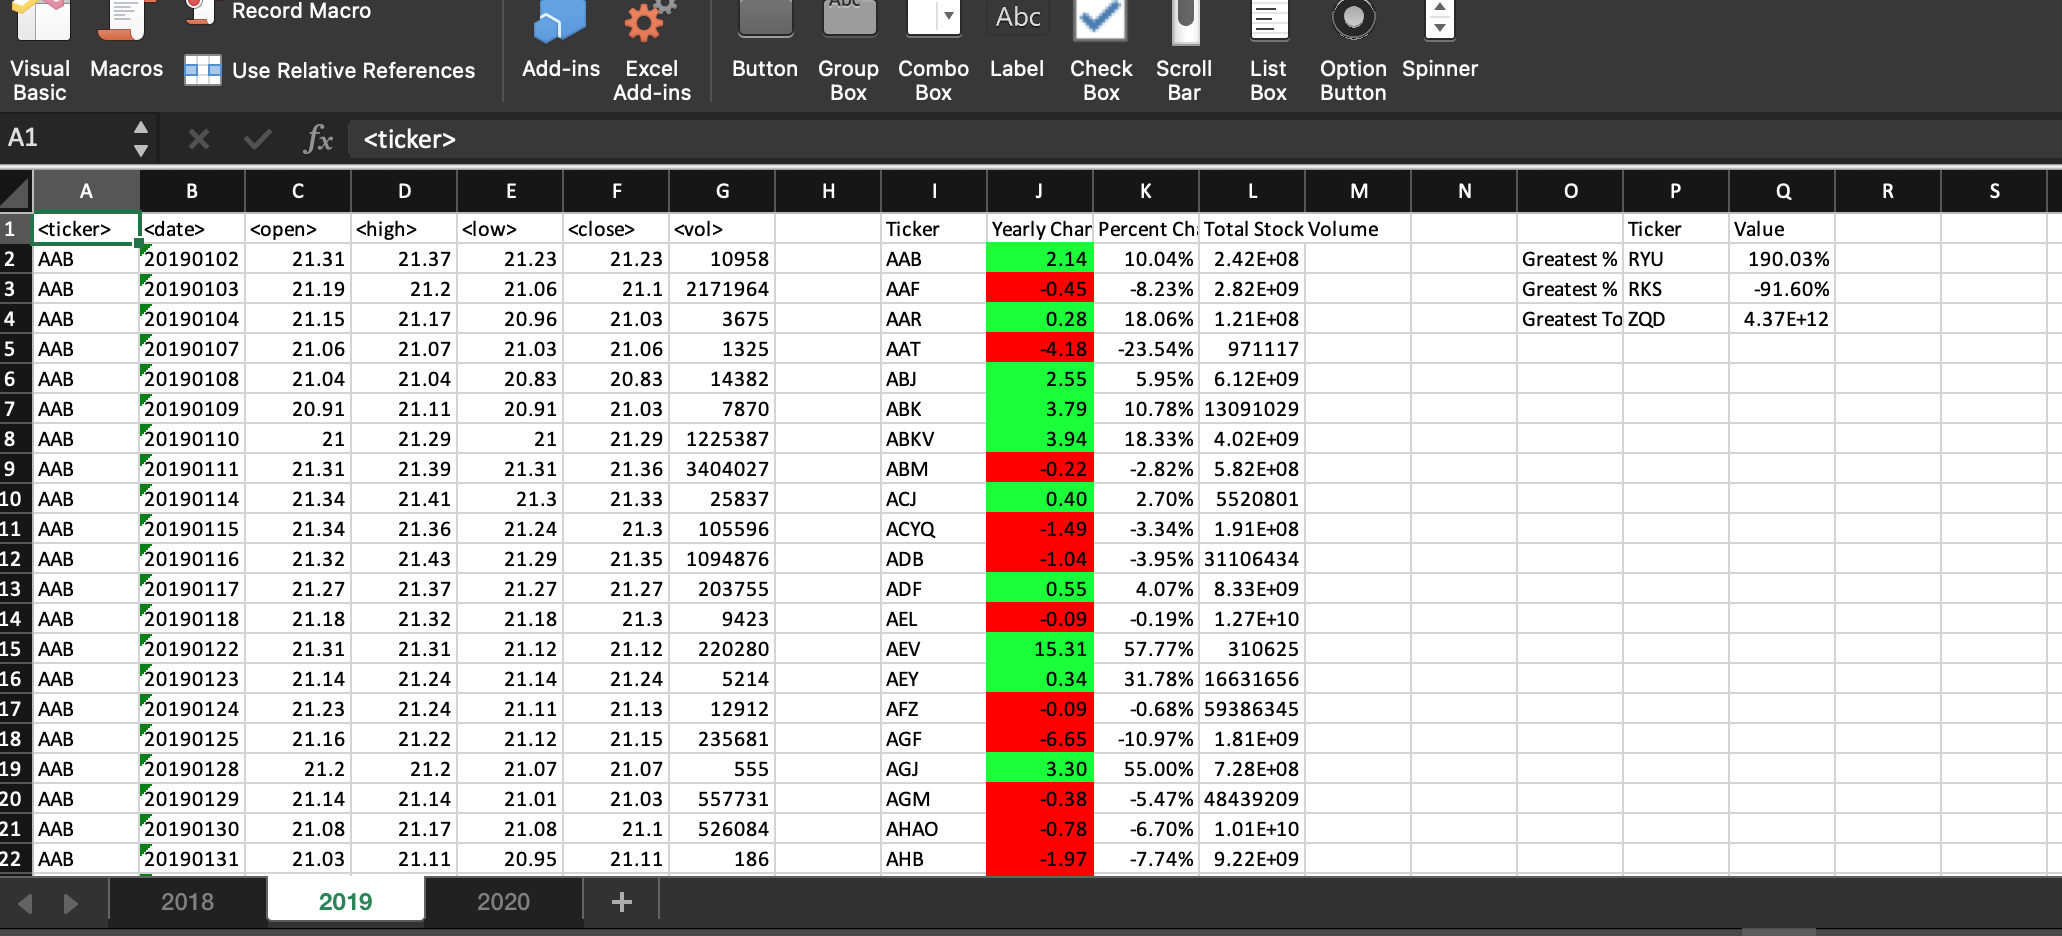 Record Macro
Visual Basic
Macros
Use Relative References
Add-ins
Excel Add-ins
Button
Group Box
Combo Box
Abc
Label
Check Box
Scroll Bar
List Box
Option Button
Spinner
A1 fx <ticker>
A B C D E F G H I J K L M N O P Q R S
1 <ticker> <date> <open> <high> <low> <close> <vol> Ticker Yearly Char Percent Ch Total Stock Volume Ticker Value
2 AAB 20190102 21.31 21.37 21.23 21.23 10958 AAB 2.14 10.04% 2.42E+08 Greatest % RYU 190.03%
3 AAB 20190103 21.19 21.2 21.06 21.1 2171964 AAF -0.45 -8.23% 2.82E+09 Greatest % RKS -91.60%
4 AAB 20190104 21.15 21.17 20.96 21.03 3675 AAR 0.28 18.06% 1.21E+08 Greatest To ZQD 4.37E+12
5 AAB 20190107 21.06 21.07 21.03 21.06 1325 AAT -4.18 -23.54% 971117
6 AAB 20190108 21.04 21.04 20.83 20.83 14382 ABJ 2.55 5.95% 6.12E+09
7 AAB 20190109 20.91 21.11 20.91 21.03 7870 ABK 3.79 10.78% 13091029
8 AAB 20190110 21 21.29 21 21.29 1225387 ABKV 3.94 18.33% 4.02E+09
9 AAB 20190111 21.31 21.39 21.31 21.36 3404027 ABM -0.22 -2.82% 5.82E+08
10 AAB 20190114 21.34 21.41 21.3 21.33 25837 ACJ 0.40 2.70% 5520801
11 AAB 20190115 21.34 21.36 21.24 21.3 105596 ACYQ -1.49 -3.34% 1.91E+08
12 AAB 20190116 21.32 21.43 21.29 21.35 1094876 ADB -1.04 -3.95% 31106434
13 AAB 20190117 21.27 21.37 21.27 21.27 203755 ADF 0.55 4.07% 8.33E+09
14 AAB 20190118 21.18 21.32 21.18 21.3 9423 AEL -0.09 -0.19% 1.27E+10
15 AAB 20190122 21.31 21.31 21.12 21.12 220280 AEV 15.31 57.77% 310625
16 AAB 20190123 21.14 21.24 21.14 21.24 5214 AEY 0.34 31.78% 16631656
17 AAB 20190124 21.23 21.24 21.11 21.13 12912 AFZ -0.09 -0.68% 59386345
18 AAB 20190125 21.16 21.22 21.12 21.15 235681 AGF -6.65 -10.97% 1.81E+09
19 AAB 20190128 21.2 21.2 21.07 21.07 555 AGJ 3.30 55.00% 7.28E+08
20 AAB 20190129 21.14 21.14 21.01 21.03 557731 AGM -0.38 -5.47% 48439209
21 AAB 20190130 21.08 21.17 21.08 21.1 526084 AHAO -0.78 -6.70% 1.01E+10
22 AAB 20190131 21.03 21.11 20.95 21.11 186 AHB -1.97 -7.74% 9.22E+09
2018 2019 2020 +